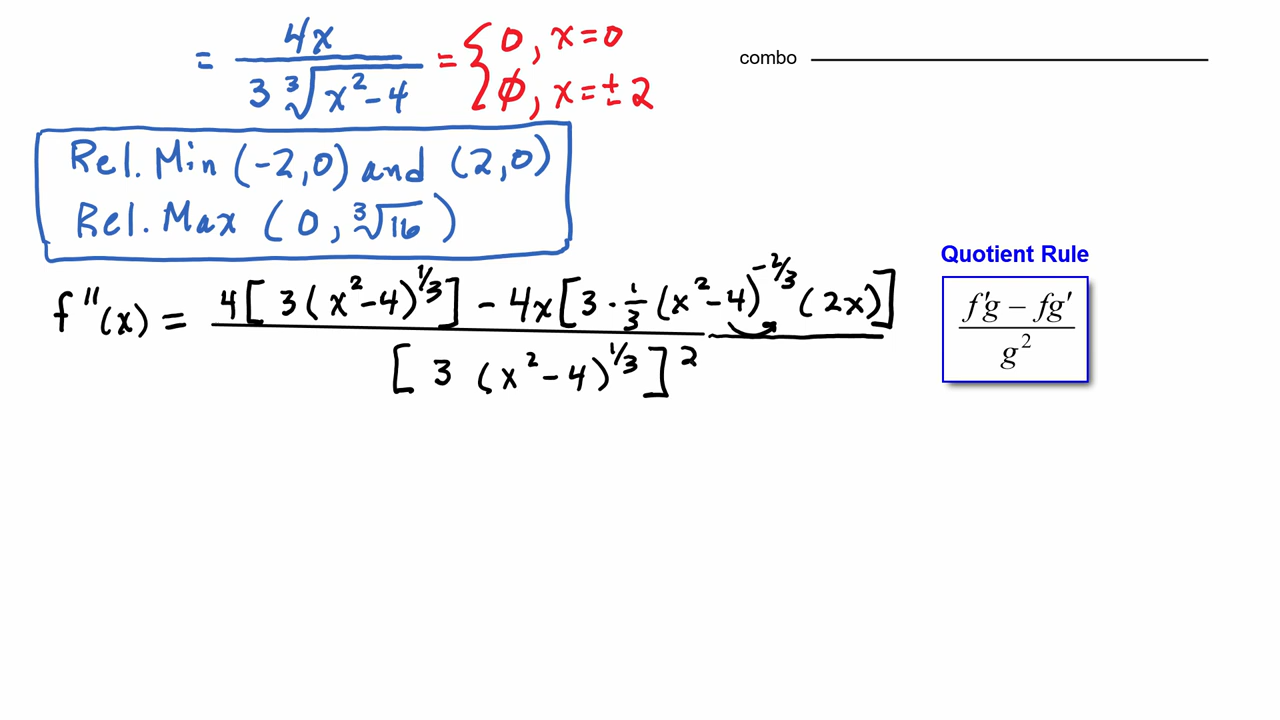 = 4x / 3 ∛(x² - 4) = { 0, x = 0
∅, x = ± 2
combo
Rel. Min (-2,0) and (2,0)
Rel. Max (0, ∛16)
f''(x) = 4[3(x² - 4)^(1/3)] - 4x[3 · 1/3 (x² - 4)^(-2/3) (2x)] / [3 (x² - 4)^(1/3)]²
Quotient Rule
f'g – fg' / g²